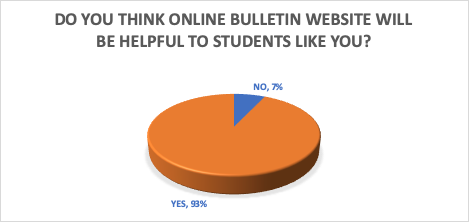 DO YOU THINK ONLINE BULLETIN WEBSITE WILL
BE HELPFUL TO STUDENTS LIKE YOU?
NO, 7%
YES, 93%